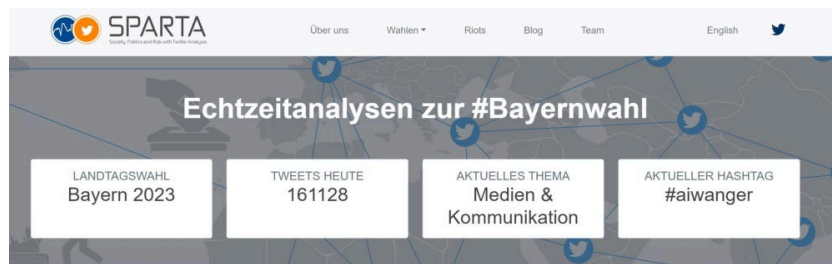 SPARTA
Society, Politics and Risk with Twitter Analysis
Über uns Wahlen Riots Blog Team English
Echtzeitanalysen zur #Bayernwahl
LANDTAGSWAHL
Bayern 2023
TWEETS HEUTE
161128
AKTUELLES THEMA
Medien &
Kommunikation
AKTUELLER HASHTAG
#aiwanger